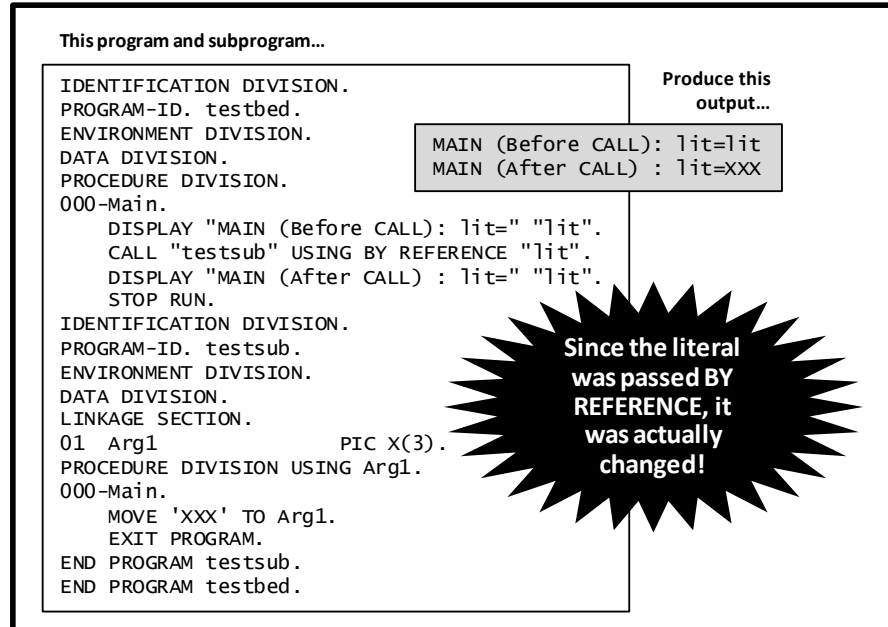 This program and subprogram…
IDENTIFICATION DIVISION.
PROGRAM-ID. testbed.
ENVIRONMENT DIVISION.
DATA DIVISION.
PROCEDURE DIVISION.
000-Main.
    DISPLAY "MAIN (Before CALL): lit=" "lit".
    CALL "testsub" USING BY REFERENCE "lit".
    DISPLAY "MAIN (After CALL) : lit=" "lit".
    STOP RUN.
IDENTIFICATION DIVISION.
PROGRAM-ID. testsub.
ENVIRONMENT DIVISION.
DATA DIVISION.
LINKAGE SECTION.
01  Arg1                PIC X(3).
PROCEDURE DIVISION USING Arg1.
000-Main.
    MOVE 'XXX' TO Arg1.
    EXIT PROGRAM.
END PROGRAM testsub.
END PROGRAM testbed.
Produce this
output…
MAIN (Before CALL): lit=lit
MAIN (After CALL) : lit=XXX
Since the literal
was passed BY
REFERENCE, it
was actually
changed!